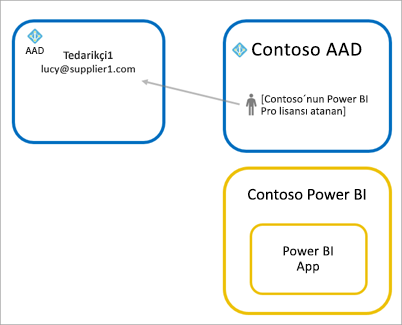 AAD
Tedarikçi1
lucy@supplier1.com
Contoso AAD
[Contoso´nun Power BI
Pro lisansı atanan]
Contoso Power BI
Power BI
App